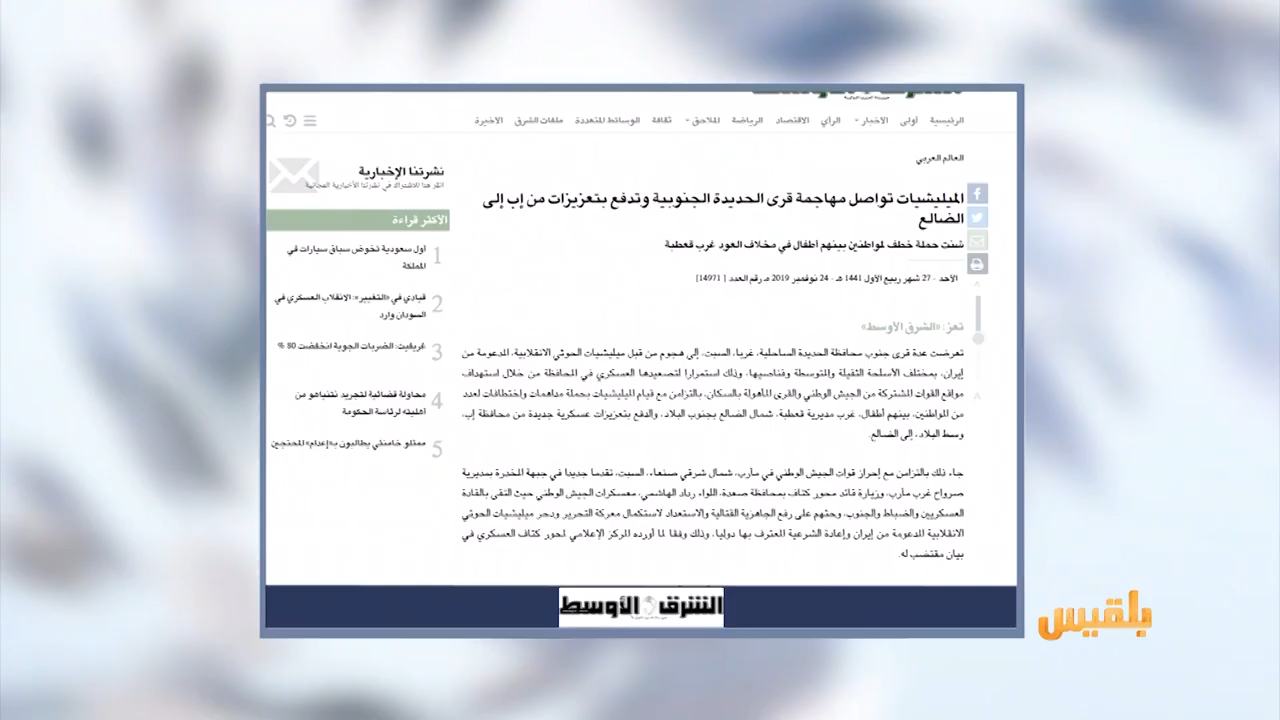 الرئيسية أولى الاخبار الرأي الاقتصاد الرياضة الملاحق ثقافة الوسائط المتعددة ملفات الشرق الاخيرة
العالم العربي
الميليشيات تواصل مهاجمة قرى الحديدة الجنوبية وتدفع بتعزيزات من إب إلى
الضالع
شنت حملة خطف لمواطنين بينهم أطفال في مخلاف العود غرب قعطبة
الأحد - 27 شهر ربيع الأول 1441 هـ - 24 نوفمبر 2019 مـ رقم العدد [ 14971]
تعز: «الشرق الأوسط»
تعرضت عدة قرى جنوب محافظة الحديدة الساحلية، غربا، السبت، إلى هجوم من قبل ميليشيات الحوثي الانقلابية، المدعومة من
إيران، بمختلف الأسلحة الثقيلة والمتوسطة وقناصيها، وذلك استمرارا لتصعيدها العسكري في المحافظة من خلال استهداف
مواقع القوات المشتركة من الجيش الوطني والقرى المأهولة بالسكان، بالتزامن مع قيام الميليشيات بحملة مداهمات واختطافات لعدد
من المواطنين، بينهم أطفال، غرب مديرية قعطبة، شمال الضالع بجنوب البلاد، والدفع بتعزيزات عسكرية جديدة من محافظة إب،
وسط البلاد، إلى الضالع.
جاء ذلك بالتزامن مع إحراز قوات الجيش الوطني في مأرب، شمال شرقي صنعاء، السبت، تقدما جديدا في جبهة المخدرة بمديرية
صرواح غرب مأرب، وزيارة قائد محور كتاف بمحافظة صعدة، اللواء رداد الهاشمي، معسكرات الجيش الوطني حيث التقى بالقادة
العسكريين والضباط والجنوب، وحثهم على رفع الجاهزية القتالية والاستعداد لاستكمال معركة التحرير ودحر ميليشيات الحوثي
الانقلابية المدعومة من إيران وإعادة الشرعية المعترف بها دوليا، وذلك وفقا لما أورده المركز الإعلامي لمحور كتاف العسكري في
بيان مقتضب له.
نشرتنا الإخبارية
انقر هنا للاشتراك في نشرتنا الأخبارية المجانية
الأكثر قراءة
1 أول سعودية تخوض سباق سيارات في
المملكة
2 قيادي في «التغيير»: الانقلاب العسكري في
السودان وارد
3 غريفيث: الضربات الجوية انخفضت 80 %
4 محاولة قضائية لتجريد نتنياهو من
أهليته لرئاسة الحكومة
5 ممثلو خامنئي يطالبون بـ«إعدام» المحتجين
الشرق الأوسط
بلقيس